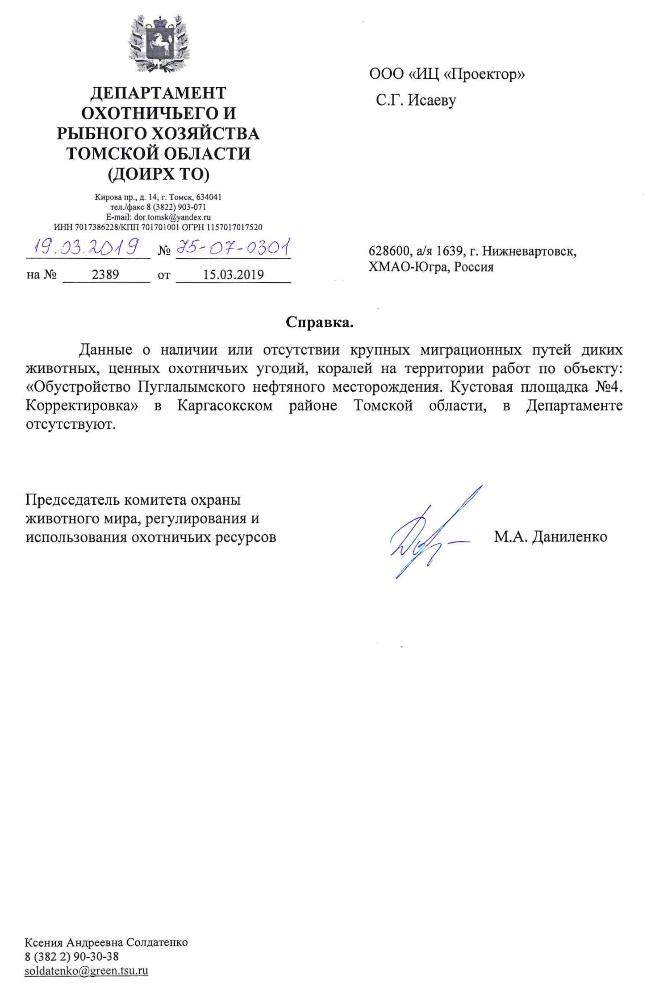 ДЕПАРТАМЕНТ
ОХОТНИЧЬЕГО И
РЫБНОГО ХОЗЯЙСТВА
ТОМСКОЙ ОБЛАСТИ
(ДОИРХ ТО)
Кирова пр., д. 14, г. Томск, 634041
тел./факс 8 (3822) 903-071
E-mail: dor.tomsk@yandex.ru
ИНН 7017386228/КПП 701701001 ОГРН 1157017017520
19.03.2019 № 75-07-0301
на № 2389 от 15.03.2019
ООО «ИЦ «Проектор»
С.Г. Исаеву
628600, а/я 1639, г. Нижневартовск,
ХМАО-Югра, Россия
Справка.
Данные о наличии или отсутствии крупных миграционных путей диких
животных, ценных охотничьих угодий, коралей на территории работ по объекту:
«Обустройство Пуглалымского нефтяного месторождения. Кустовая площадка №4.
Корректировка» в Каргасокском районе Томской области, в Департаменте
отсутствуют.
Председатель комитета охраны
животного мира, регулирования и
использования охотничьих ресурсов
М.А. Даниленко
Ксения Андреевна Солдатенко
8 (382 2) 90-30-38
soldatenko@green.tsu.ru